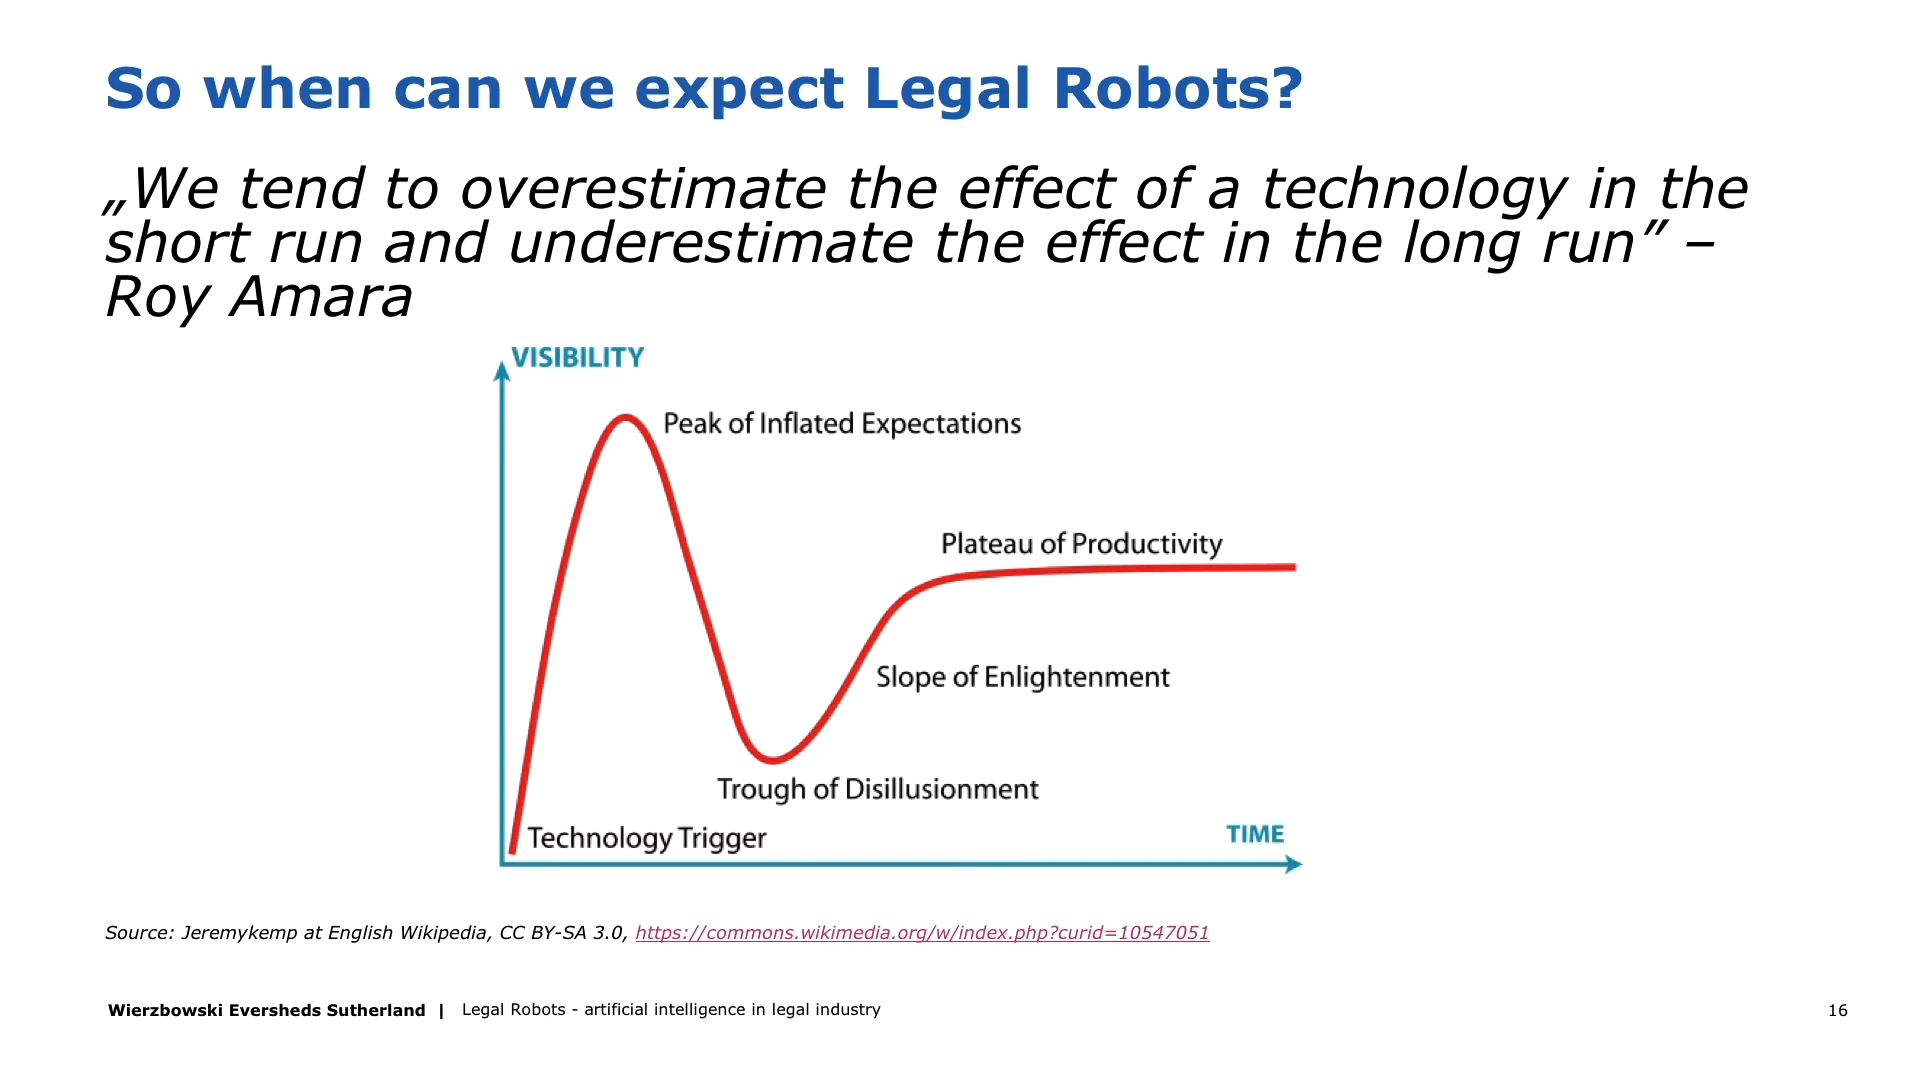 So when can we expect Legal Robots?
„We tend to overestimate the effect of a technology in the
short run and underestimate the effect in the long run” –
Roy Amara
VISIBILITY
Peak of Inflated Expectations
Plateau of Productivity
Slope of Enlightenment
Trough of Disillusionment
Technology Trigger
TIME
Source: Jeremykemp at English Wikipedia, CC BY-SA 3.0, https://commons.wikimedia.org/w/index.php?curid=10547051
Wierzbowski Eversheds Sutherland | Legal Robots - artificial intelligence in legal industry
16